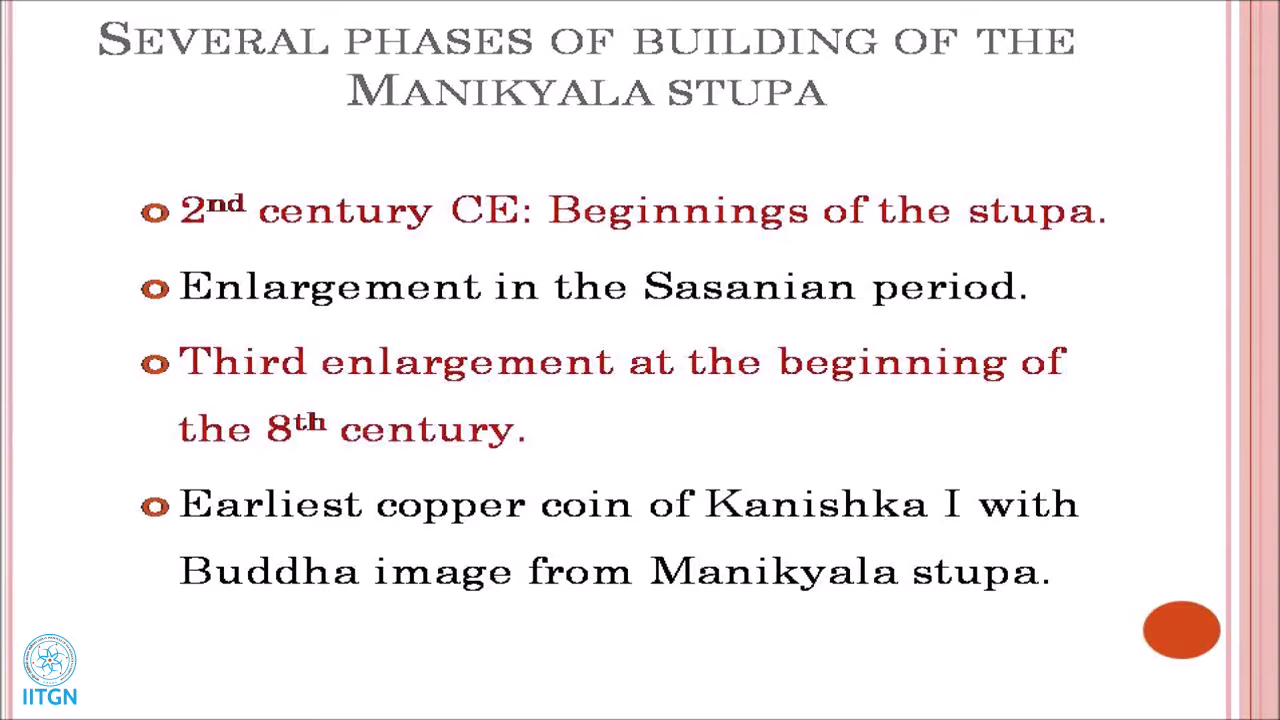 SEVERAL PHASES OF BUILDING OF THE
MANIKYALA STUPA
2nd century CE: Beginnings of the stupa.
Enlargement in the Sasanian period.
Third enlargement at the beginning of
the 8th century.
Earliest copper coin of Kanishka I with
Buddha image from Manikyala stupa.
IITGN